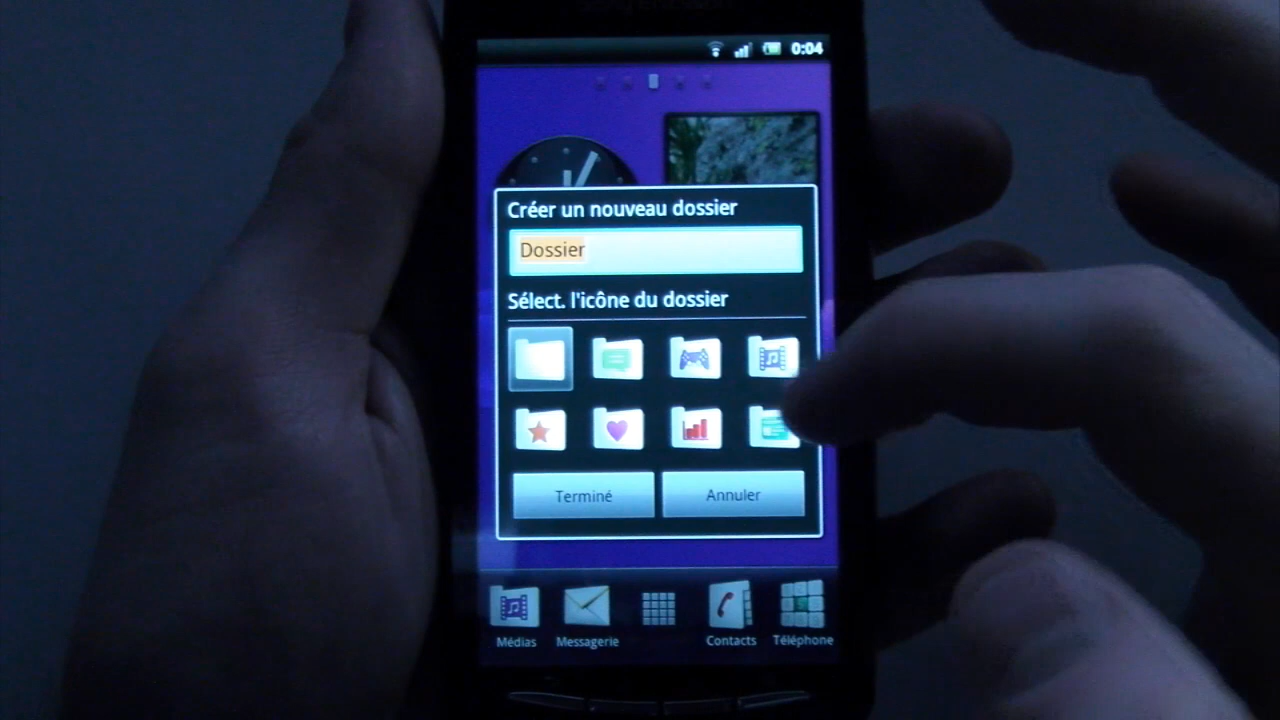 0:04
Créer un nouveau dossier
Dossier
Sélect. l'icône du dossier
Terminé
Annuler
Médias
Messagerie
Contacts
Téléphone